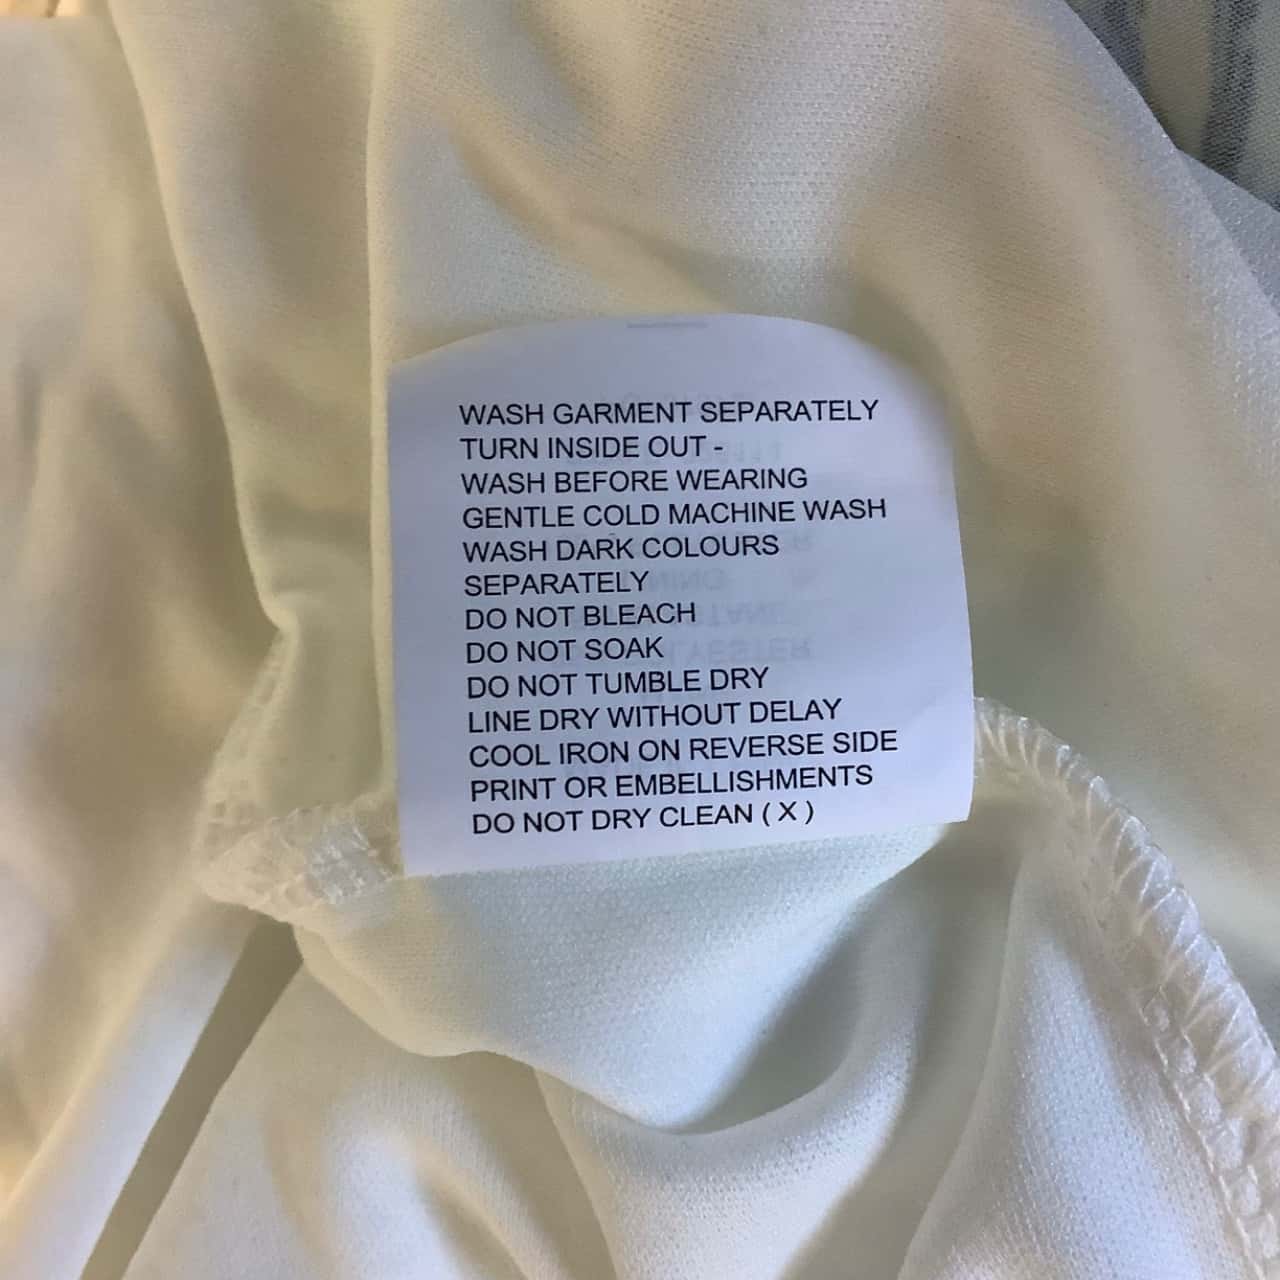 WASH GARMENT SEPARATELY
TURN INSIDE OUT -
WASH BEFORE WEARING
GENTLE COLD MACHINE WASH
WASH DARK COLOURS
SEPARATELY
DO NOT BLEACH
DO NOT SOAK
DO NOT TUMBLE DRY
LINE DRY WITHOUT DELAY
COOL IRON ON REVERSE SIDE
PRINT OR EMBELLISHMENTS
DO NOT DRY CLEAN ( X )